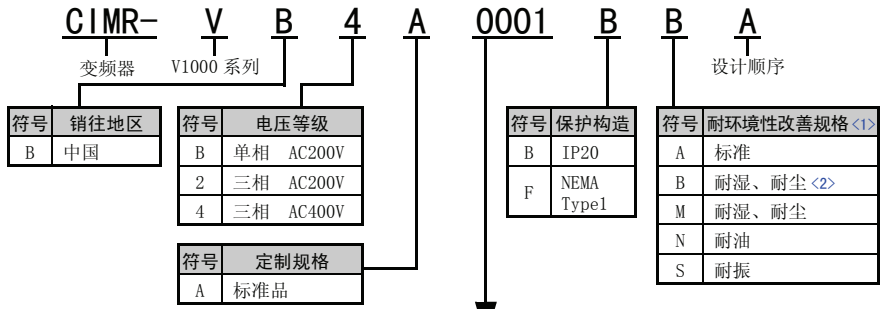 CIMR- V B 4 A 0001 B B A
变频器 V1000 系列 设计顺序
符号 销往地区
B 中国
符号 电压等级
B 单相 AC200V
2 三相 AC200V
4 三相 AC400V
符号 定制规格
A 标准品
符号 保护构造
B IP20
F NEMA
Type1
符号 耐环境性改善规格<1>
A 标准
B 耐湿、耐尘<2>
M 耐湿、耐尘
N 耐油
S 耐振